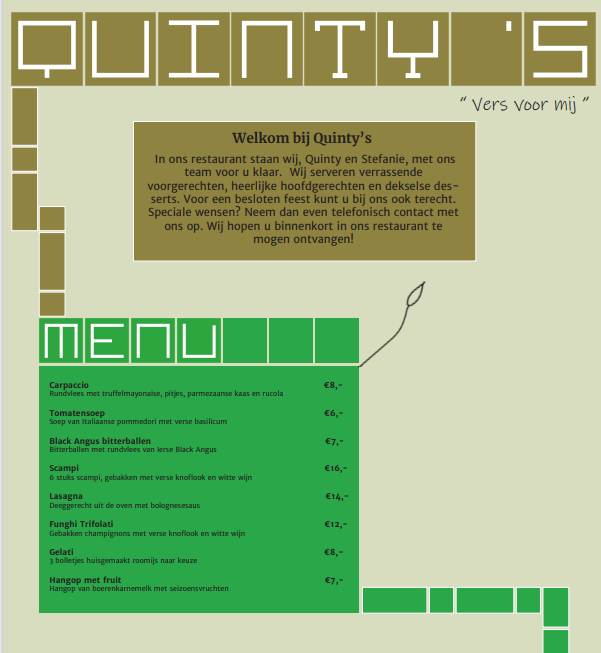 QUINTY'S
“ Vers voor mij ”
Welkom bij Quinty’s
In ons restaurant staan wij, Quinty en Stefanie, met ons
team voor u klaar. Wij serveren verrassende
voorgerechten, heerlijke hoofdgerechten en dekselse des-
serts. Voor een besloten feest kunt u bij ons ook terecht.
Speciale wensen? Neem dan even telefonisch contact met
ons op. Wij hopen u binnenkort in ons restaurant te
mogen ontvangen!
MENU
Carpaccio €8,-
Rundvlees met truffelmayonaise, pitjes, parmezaanse kaas en rucola
Tomatensoep €6,-
Soep van Italiaanse pommedori met verse basilicum
Black Angus bitterballen €7,-
Bitterballen met rundvlees van Ierse Black Angus
Scampi €16,-
6 stuks scampi, gebakken met verse knoflook en witte wijn
Lasagna €14,-
Deeggerecht uit de oven met bolognesesaus
Funghi Trifolati €12,-
Gebakken champignons met verse knoflook en witte wijn
Gelati €8,-
3 bolletjes huisgemaakt roomijs naar keuze
Hangop met fruit €7,-
Hangop van boerenkarnemelk met seizoensvruchten